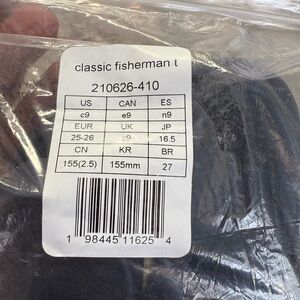 classic fisherman t
210626-410
US CAN ES
c9 e9 n9
EUR UK JP
25-26 c9 16.5
CN KR BR
155(2.5) 155mm 27
1 98445 11625 4